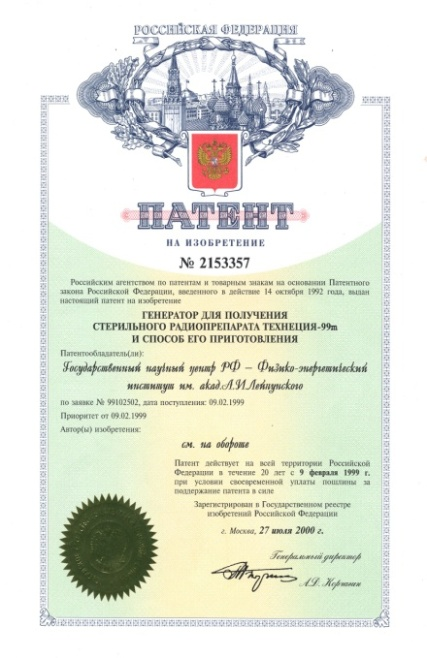 РОССИЙСКАЯ ФЕДЕРАЦИЯ
ПАТЕНТ
НА ИЗОБРЕТЕНИЕ
№ 2153357
Российским агентством по патентам и товарным знакам на основании Патентного
закона Российской Федерации, введенного в действие 14 октября 1992 года, выдан
настоящий патент на изобретение
ГЕНЕРАТОР ДЛЯ ПОЛУЧЕНИЯ
СТЕРИЛЬНОГО РАДИОПРЕПАРАТА ТЕХНЕЦИЯ-99m
И СПОСОБ ЕГО ПРИГОТОВЛЕНИЯ
Патентообладатель(ли):
Государственный научный центр РФ – Физико-энергетический
институт им. акад. А.И.Лейпунского
по заявке № 99102502, дата поступления: 09.02.1999
Приоритет от 09.02.1999
Автор(ы) изобретения:
см. на обороте
Патент действует на всей территории Российской
Федерации в течение 20 лет с 9 февраля 1999 г.
при условии своевременной уплаты пошлины за
поддержание патента в силе
Зарегистрирован в Государственном реестре
изобретений Российской Федерации
г. Москва, 27 июля 2000 г.
Генеральный директор
А.Д. Корчагин